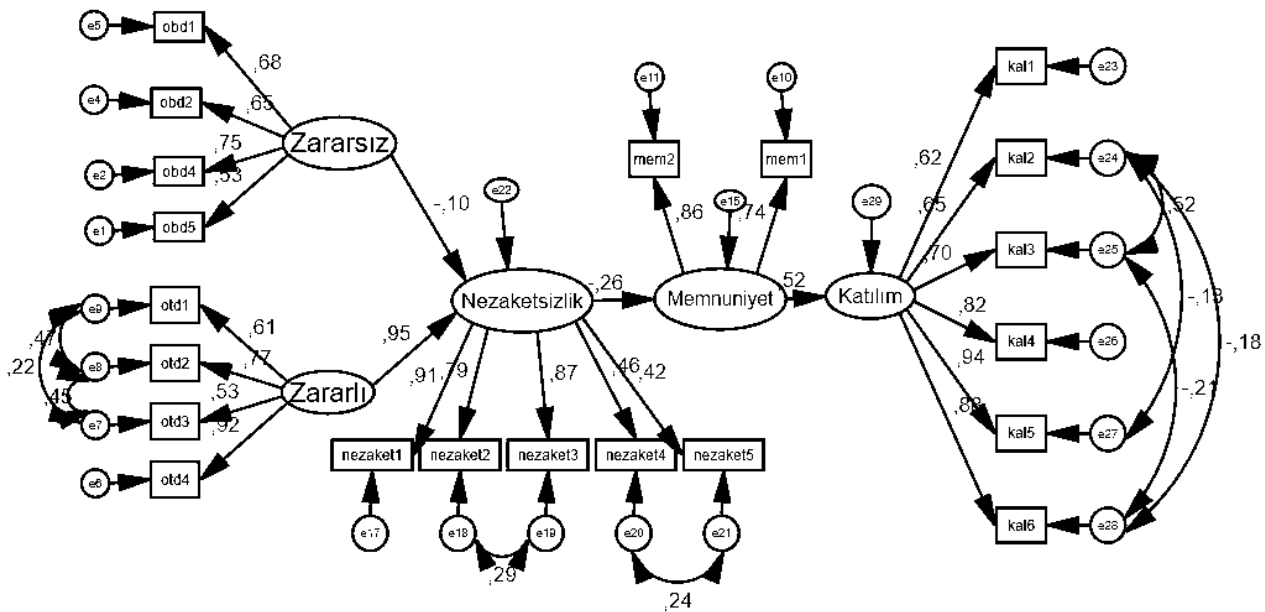 e5
obd1
,68
e4
obd2
,65
Zararsız
e2
obd4
,75
,53
e1
obd5
-,10
e22
e9
otd1
,61
,47
,22
e8
otd2
,77
,45
e7
otd3
,53
Zararlı
,92
e6
otd4
,95
Nezaketsizlik
-,26
,91
,79
,87
,46
,42
nezaket1
nezaket2
nezaket3
nezaket4
nezaket5
e17
e18
e19
e20
e21
,29
,24
e11
e10
mem2
mem1
,86
e15
,74
Memnuniyet
,52
e29
Katılım
,62
,65
,70
,82
,94
kal1
e23
kal2
e24
kal3
e25
kal4
e26
kal5
e27
kal6
e28
,52
-,18
-,21